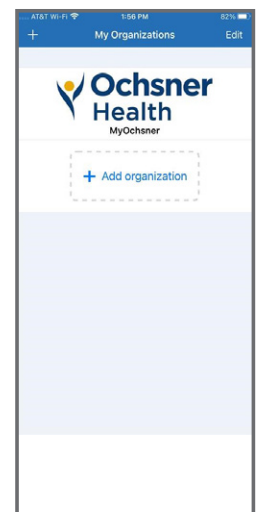 AT&T Wi-Fi 1:56 PM 82%
+ My Organizations Edit
Ochsner
Health
MyOchsner
+ Add organization